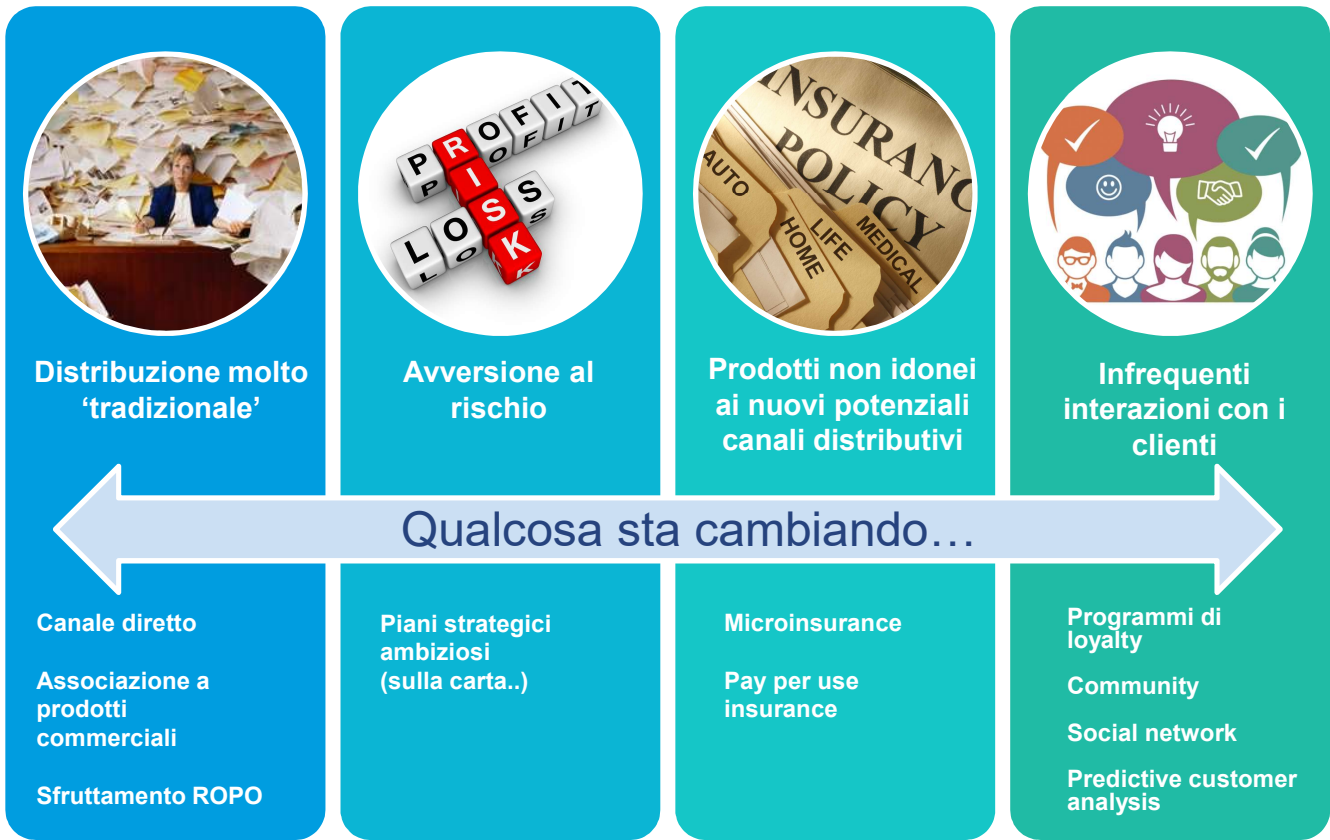 PROFIT
RISK
LOSS
INSURANC
POLICY
AUTO
HOME
LIFE
MEDICAL
Distribuzione molto
‘tradizionale’
Avversione al
rischio
Prodotti non idonei
ai nuovi potenziali
canali distributivi
Infrequenti
interazioni con i
clienti
Qualcosa sta cambiando…
Canale diretto
Associazione a
prodotti
commerciali
Sfruttamento ROPO
Piani strategici
ambiziosi
(sulla carta..)
Microinsurance
Pay per use
insurance
Programmi di
loyalty
Community
Social network
Predictive customer
analysis